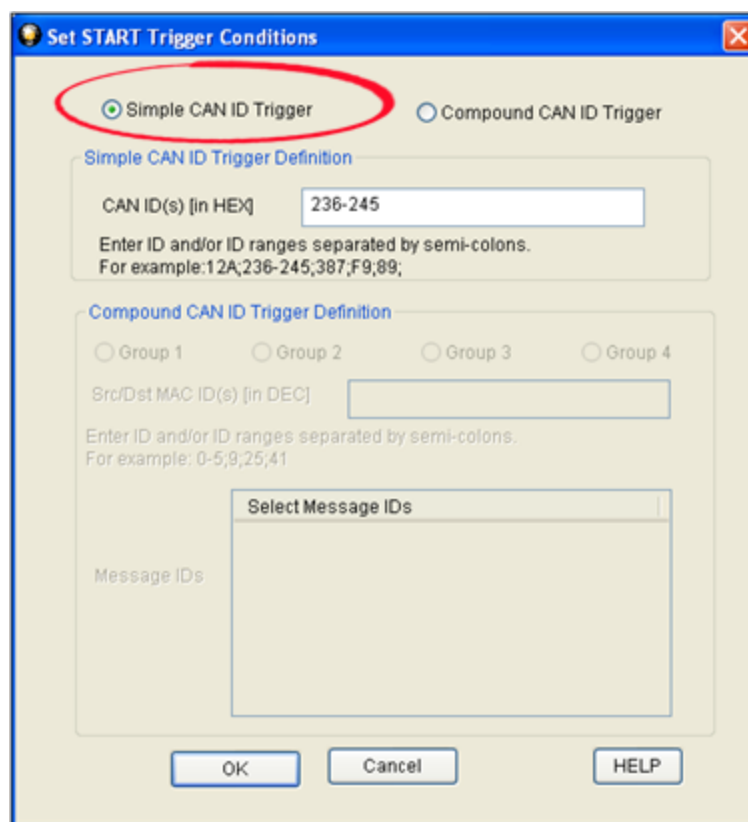 Set START Trigger Conditions
Simple CAN ID Trigger Compound CAN ID Trigger
Simple CAN ID Trigger Definition
CAN ID(s) [in HEX] 236-245
Enter ID and/or ID ranges separated by semi-colons.
For example:12A;236-245;387;F9;89;
Compound CAN ID Trigger Definition
Group 1 Group 2 Group 3 Group 4
Src/Dst MAC ID(s) [in DEC]
Enter ID and/or ID ranges separated by semi-colons.
For example: 0-5;9;25;41
Select Message IDs
Message IDs
OK Cancel HELP